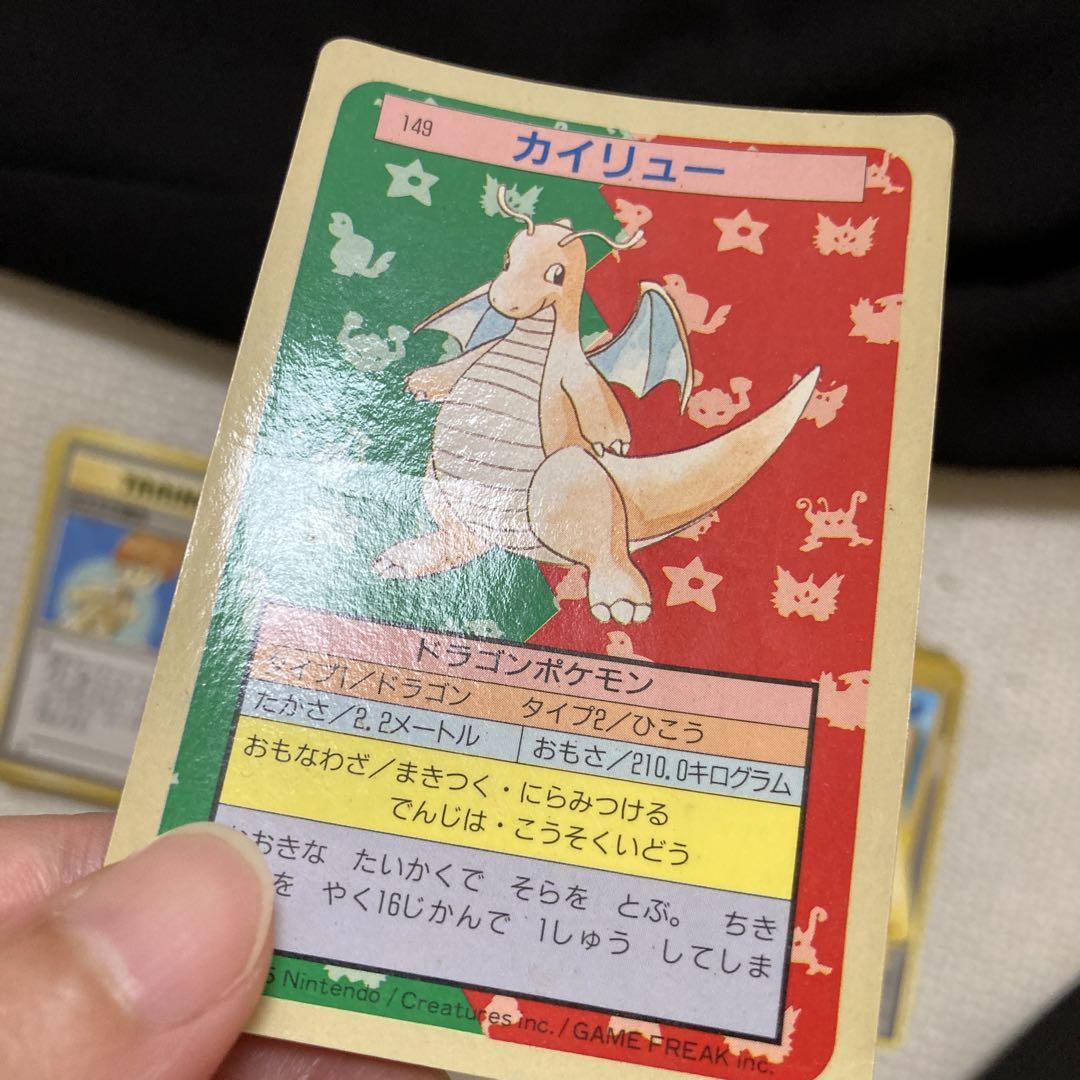 149
カイリュー
ドラゴンポケモン
タイプ1/ドラゴン タイプ2/ひこう
たかさ/2.2メートル おもさ/210.0キログラム
おもなわざ/まきつく・にらみつける
でんじは・こうそくいどう
おおきな たいかくで そらを とぶ。 ちき
を やく16じかんで 1しゅう してしま
5 Nintendo / Creatures inc. / GAME FREAK inc.